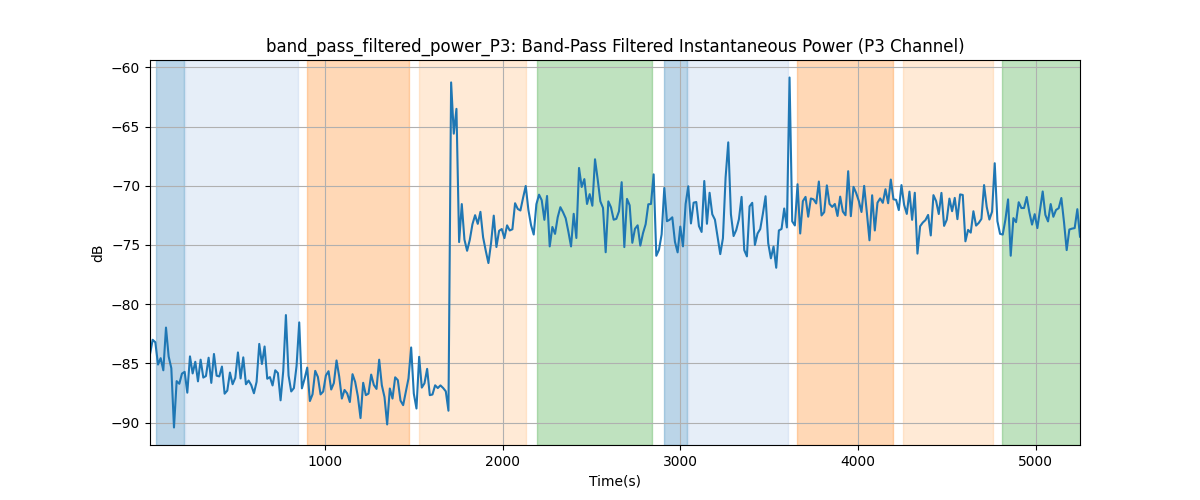 band_pass_filtered_power_P3: Band-Pass Filtered Instantaneous Power (P3 Channel)
−60
−65
−70
−75
−80
−85
−90
dB
1000 2000 3000 4000 5000
Time(s)